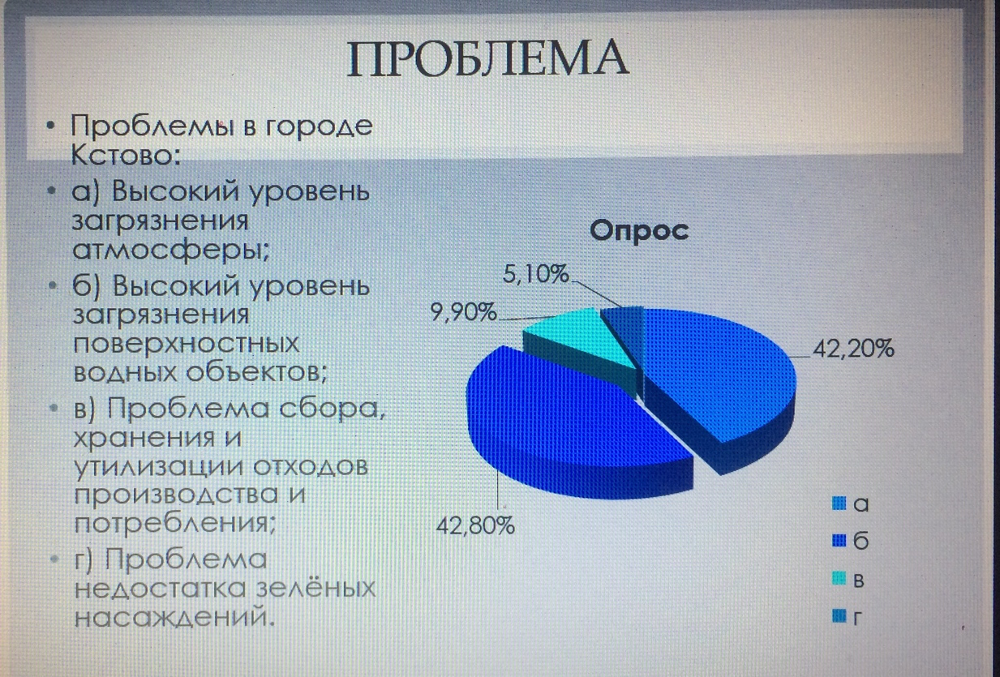 ПРОБЛЕМА
• Проблемы в городе
Кстово:
• а) Высокий уровень
загрязнения
атмосферы;
• б) Высокий уровень
загрязнения
поверхностных
водных объектов;
• в) Проблема сбора,
хранения и
утилизации отходов
производства и
потребления;
• г) Проблема
недостатка зелёных
насаждений.
Опрос
5,10%
9,90%
42,20%
42,80%
а
б
в
г